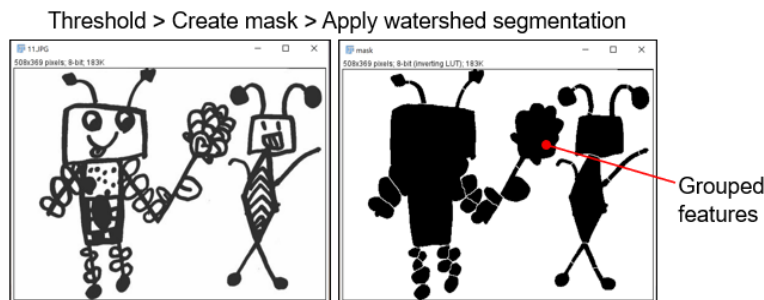 Threshold > Create mask > Apply watershed segmentation
11.JPG
508x369 pixels; 8-bit; 183K
mask
508x369 pixels; 8-bit (inverting LUT); 183K
Grouped
features